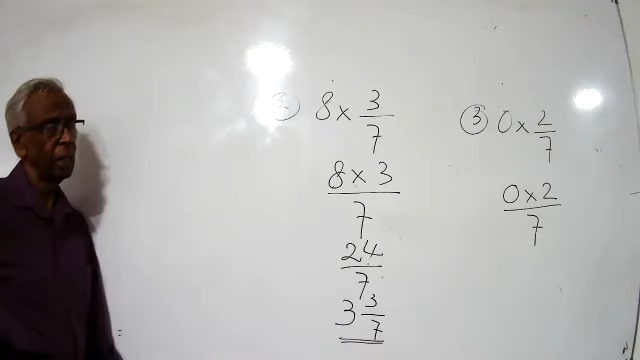 ② 8 × 3/7
8 × 3 / 7
24/7
3 3/7
③ 0 × 2/7
0 × 2 / 7